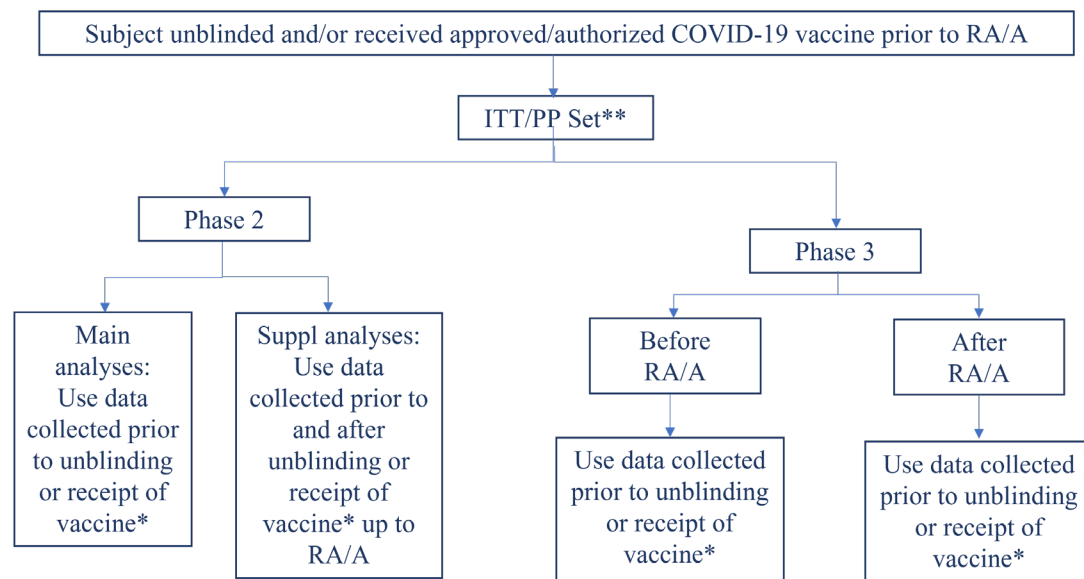 Subject unblinded and/or received approved/authorized COVID-19 vaccine prior to RA/A
ITT/PP Set**
Phase 2
Phase 3
Main
analyses:
Use data
collected prior
to unblinding
or receipt of
vaccine*
Suppl analyses:
Use data
collected prior to
and after
unblinding or
receipt of
vaccine* up to
RA/A
Before
RA/A
After
RA/A
Use data collected
prior to unblinding
or receipt of
vaccine*
Use data collected
prior to unblinding
or receipt of
vaccine*